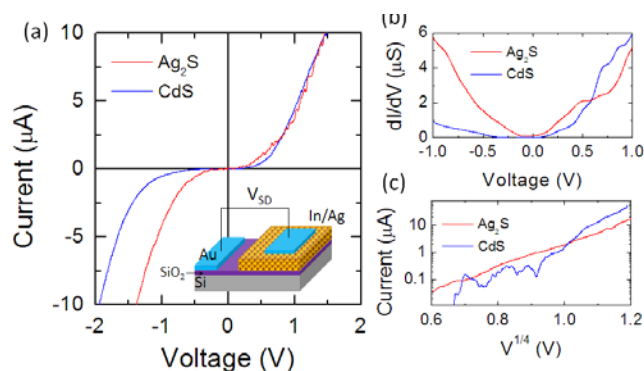 (a)
10
5
0
-5
-10
Current (μA)
Ag2S
CdS
VSD
In/Ag
Au
SiO2
Si
-2 -1 0 1 2
Voltage (V)
(b)
6
4
2
0
dI/dV (μS)
Ag2S
CdS
-1.0 -0.5 0.0 0.5 1.0
Voltage (V)
(c)
10
1
0.1
Current (μA)
Ag2S
CdS
0.6 0.8 1.0 1.2
V1/4 (V)